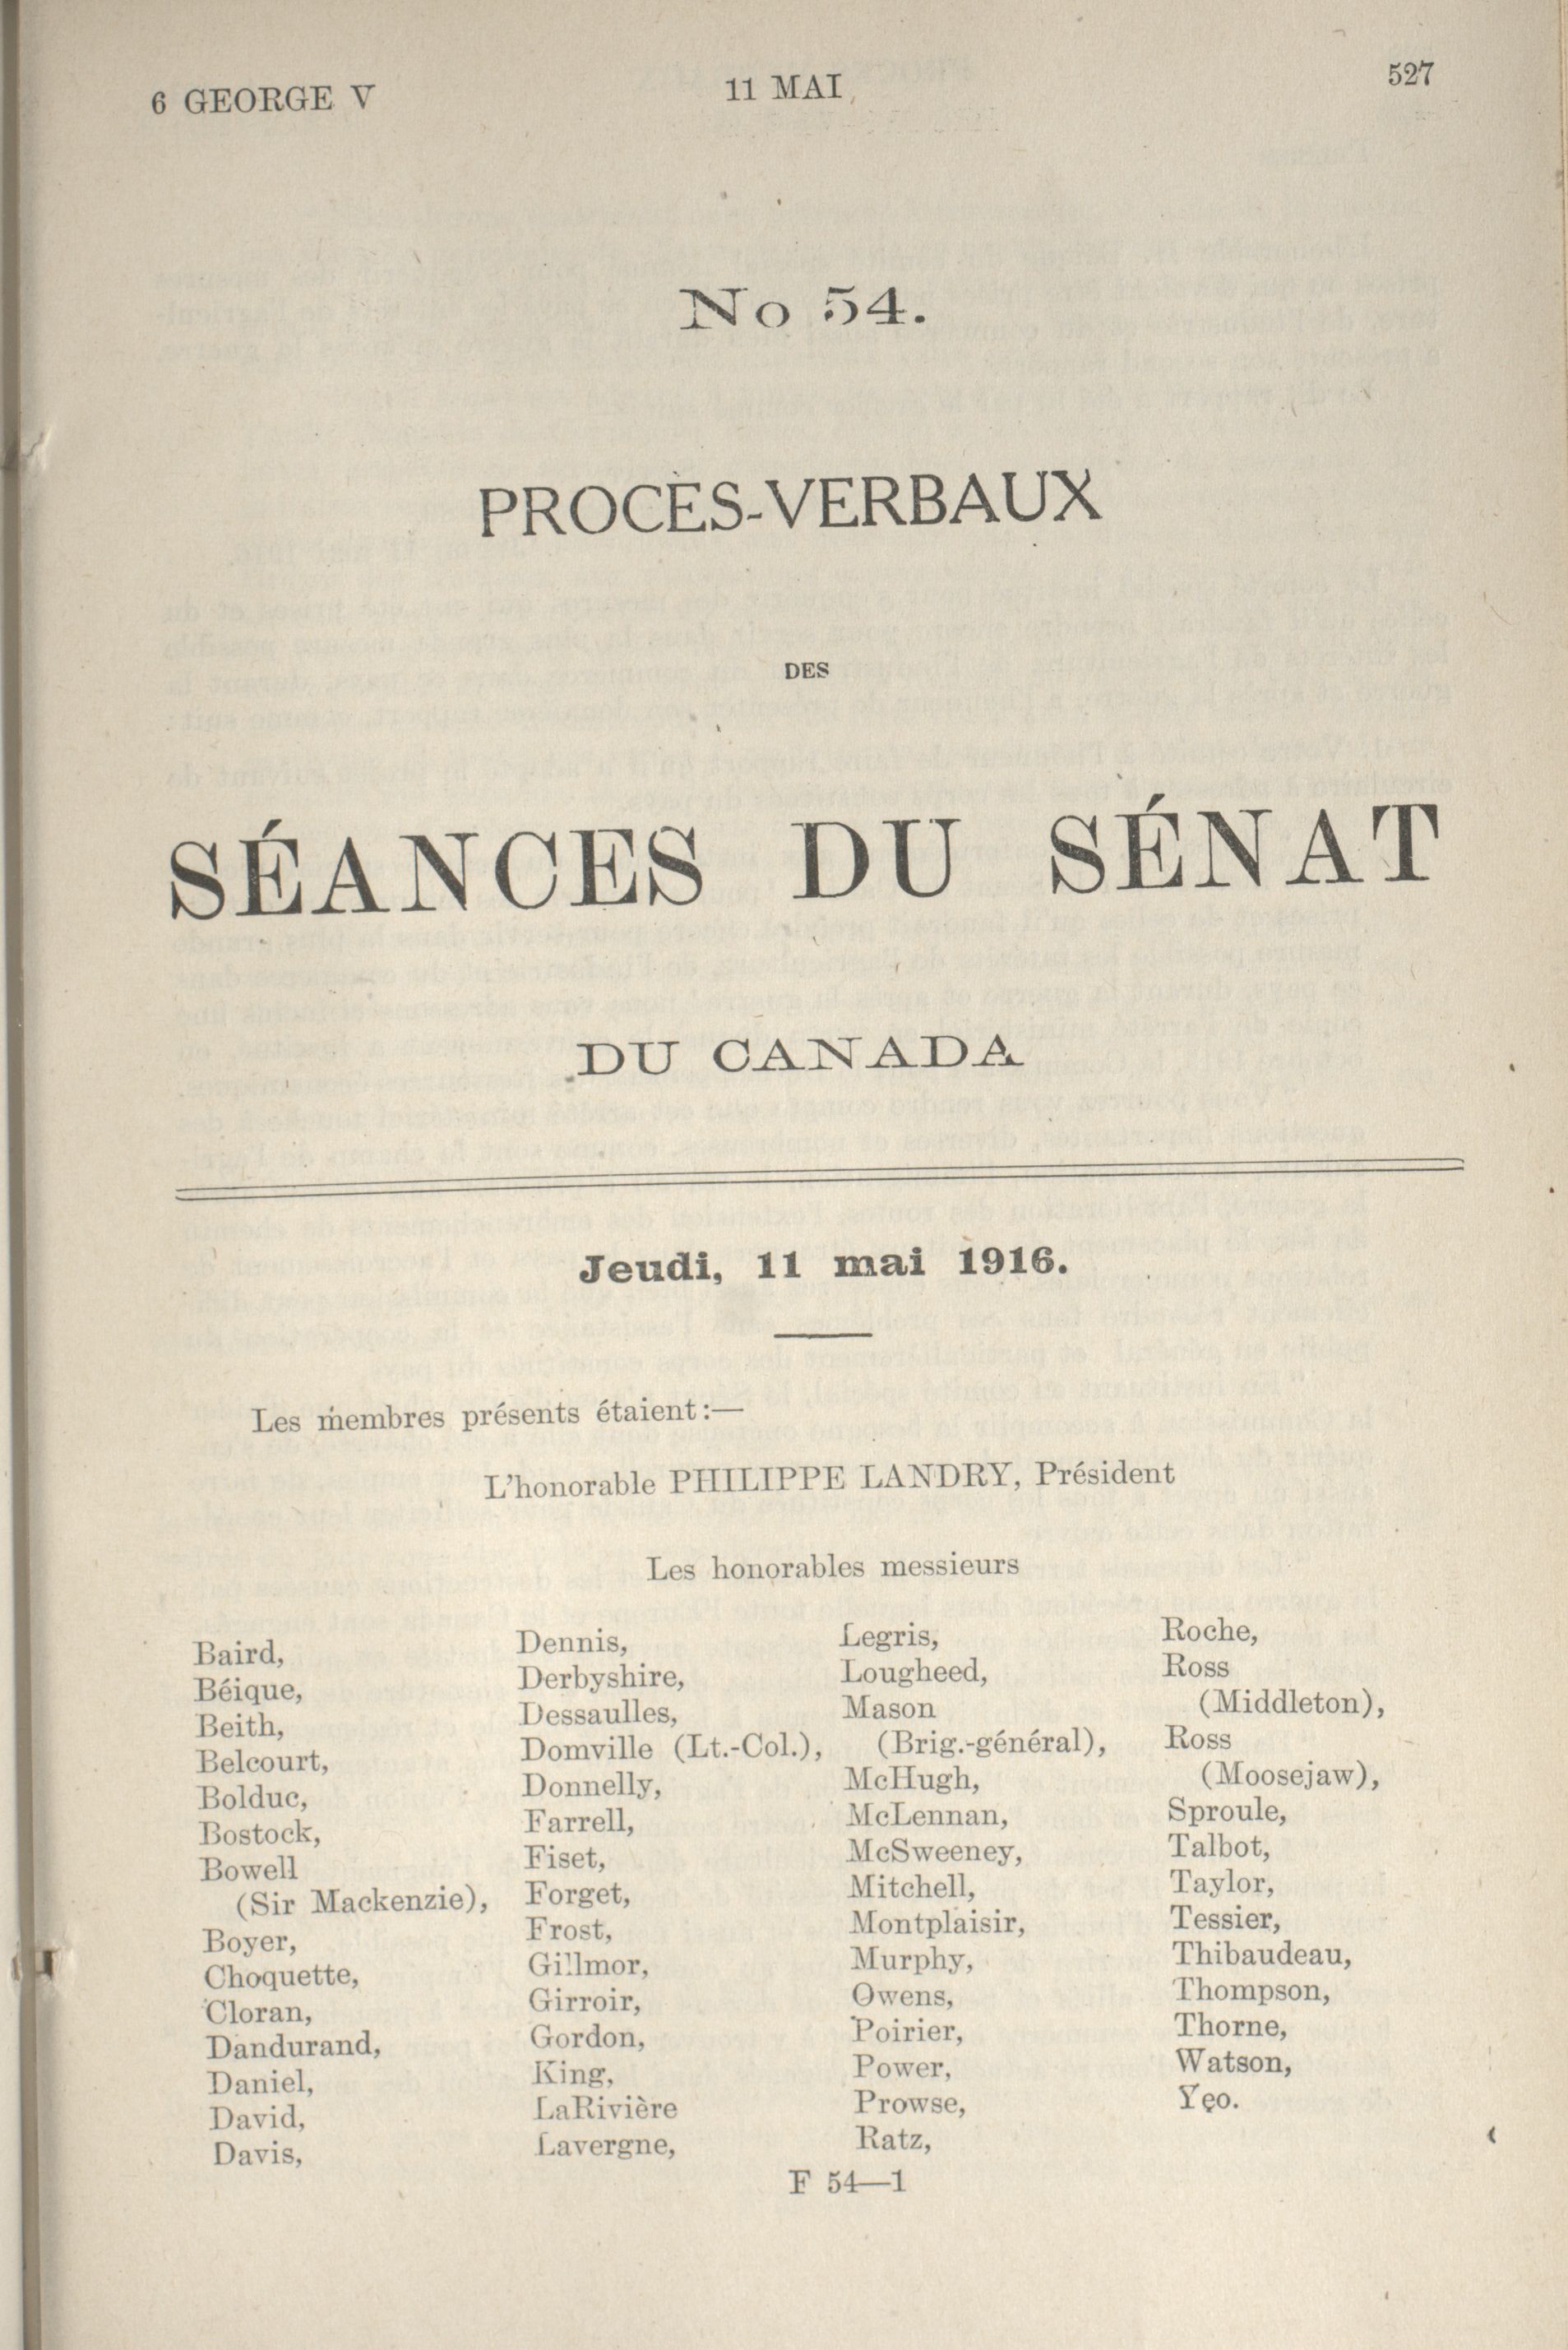 6 GEORGE V
11 MAI
527
No 54.
PROCÈS-VERBAUX
DES
SÉANCES DU SÉNAT
DU CANADA
Jeudi, 11 mai 1916.
Les membres présents étaient:—
L'honorable PHILIPPE LANDRY, Président
Les honorables messieurs
Baird,
Béique,
Beith,
Belcourt,
Bolduc,
Bostock,
Bowell
(Sir Mackenzie),
Boyer,
Choquette,
Cloran,
Dandurand,
Daniel,
David,
Davis,
Dennis,
Derbyshire,
Dessaulles,
Domville (Lt.-Col.),
Donnelly,
Farrell,
Fiset,
Forget,
Frost,
Gillmor,
Girroir,
Gordon,
King,
LaRivière
Lavergne,
Legris,
Lougheed,
Mason
(Brig.-général),
McHugh,
McLennan,
McSweeney,
Mitchell,
Montplaisir,
Murphy,
Owens,
Poirier,
Power,
Prowse,
Ratz,
Roche,
Ross
(Middleton),
Ross
(Moosejaw),
Sproule,
Talbot,
Taylor,
Tessier,
Thibaudeau,
Thompson,
Thorne,
Watson,
Yeo.
F 54—1